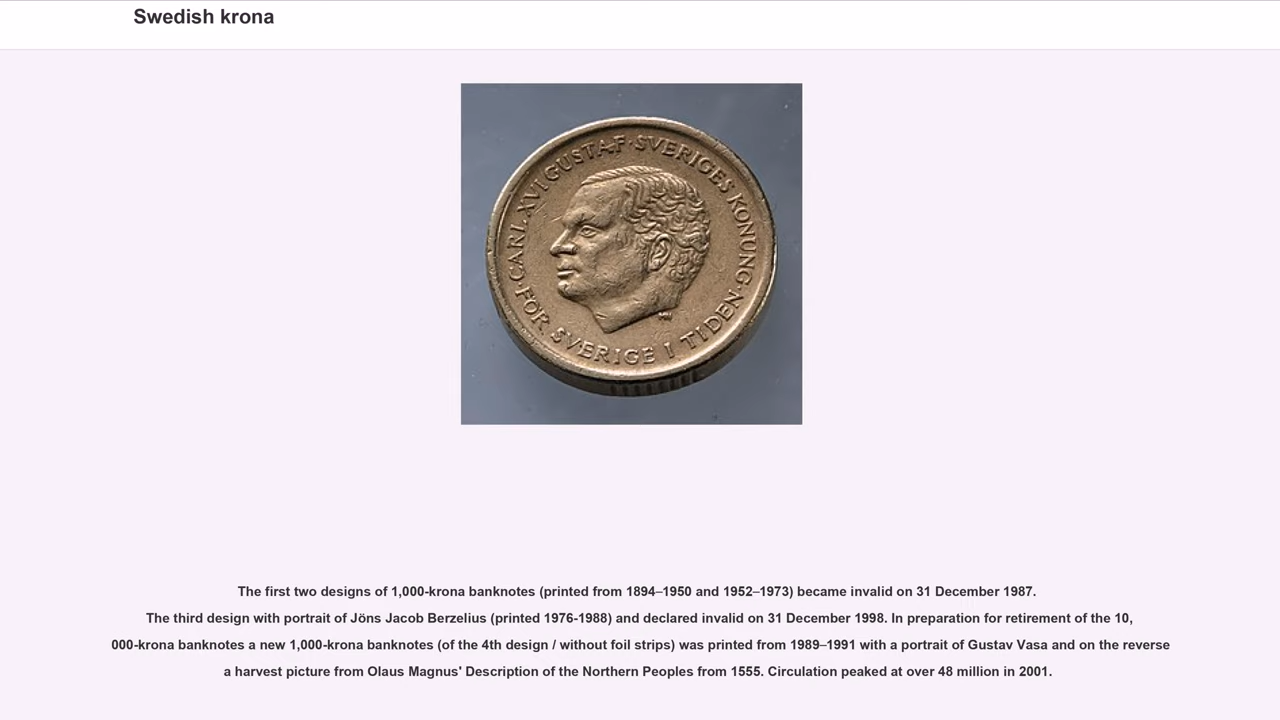 Swedish krona
CARL XVI GUSTAF · SVERIGES KONUNG ·
FÖR SVERIGE I TIDEN ·
The first two designs of 1,000-krona banknotes (printed from 1894–1950 and 1952–1973) became invalid on 31 December 1987.
The third design with portrait of Jöns Jacob Berzelius (printed 1976-1988) and declared invalid on 31 December 1998. In preparation for retirement of the 10,
000-krona banknotes a new 1,000-krona banknotes (of the 4th design / without foil strips) was printed from 1989–1991 with a portrait of Gustav Vasa and on the reverse
a harvest picture from Olaus Magnus' Description of the Northern Peoples from 1555. Circulation peaked at over 48 million in 2001.